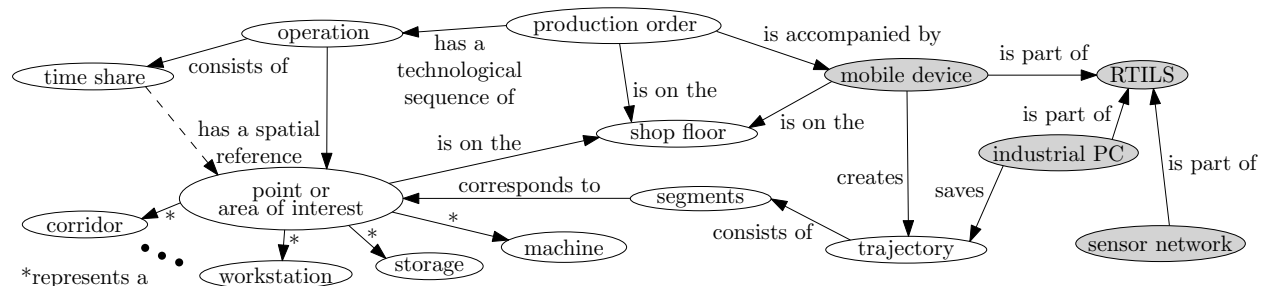 production order
operation
is accompanied by
has a
technological
sequence of
consists of
is part of
time share
mobile device
RTILS
is on the
is on the
is part of
has a spatial
reference
shop floor
is on the
industrial PC
is part of
creates
point or
area of interest
corresponds to
segments
saves
corridor
*
*
*
*
consists of
machine
trajectory
sensor network
storage
workstation
*represents a